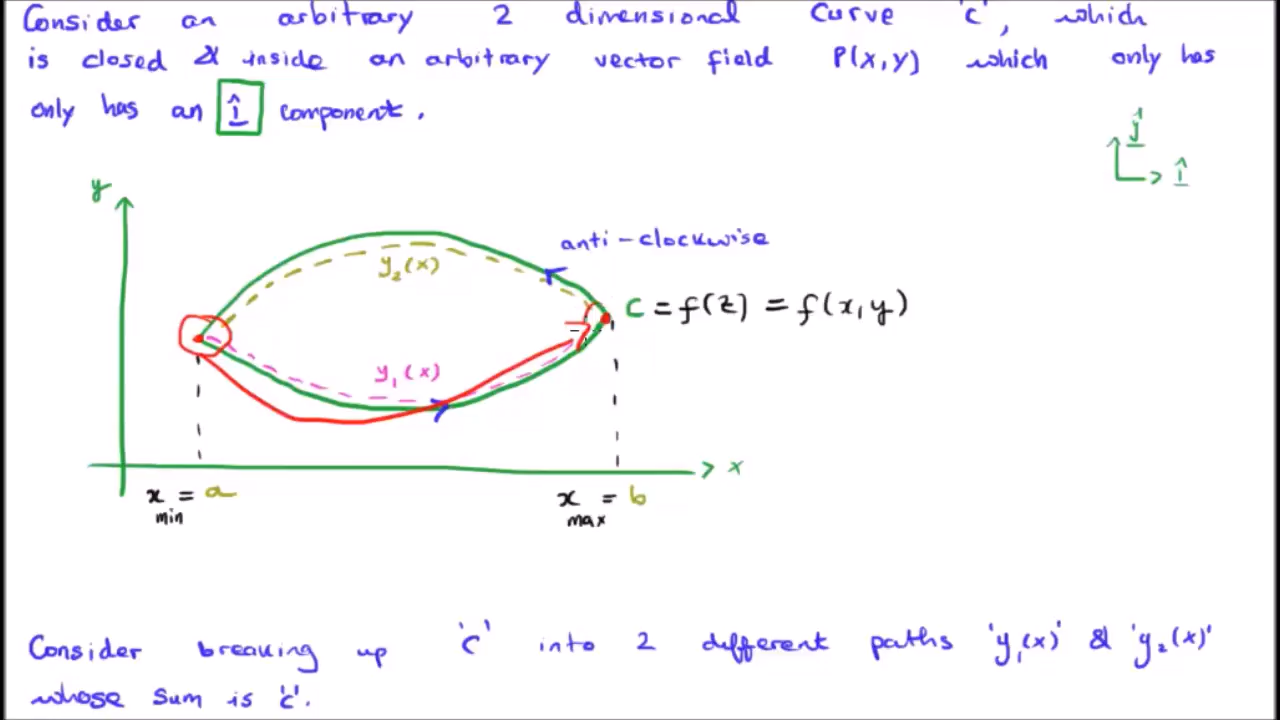 Consider an arbitrary 2 dimensional curve 'c', which
is closed & inside an arbitrary vector field P(x,y) which only has
only has an î component.
ĵ
î
y
anti-clockwise
y₂(x)
C = f(z) = f(x,y)
y₁(x)
x
x min = a
x max = b
Consider breaking up 'c' into 2 different paths 'y₁(x)' & 'y₂(x)'
whose sum is 'c'.